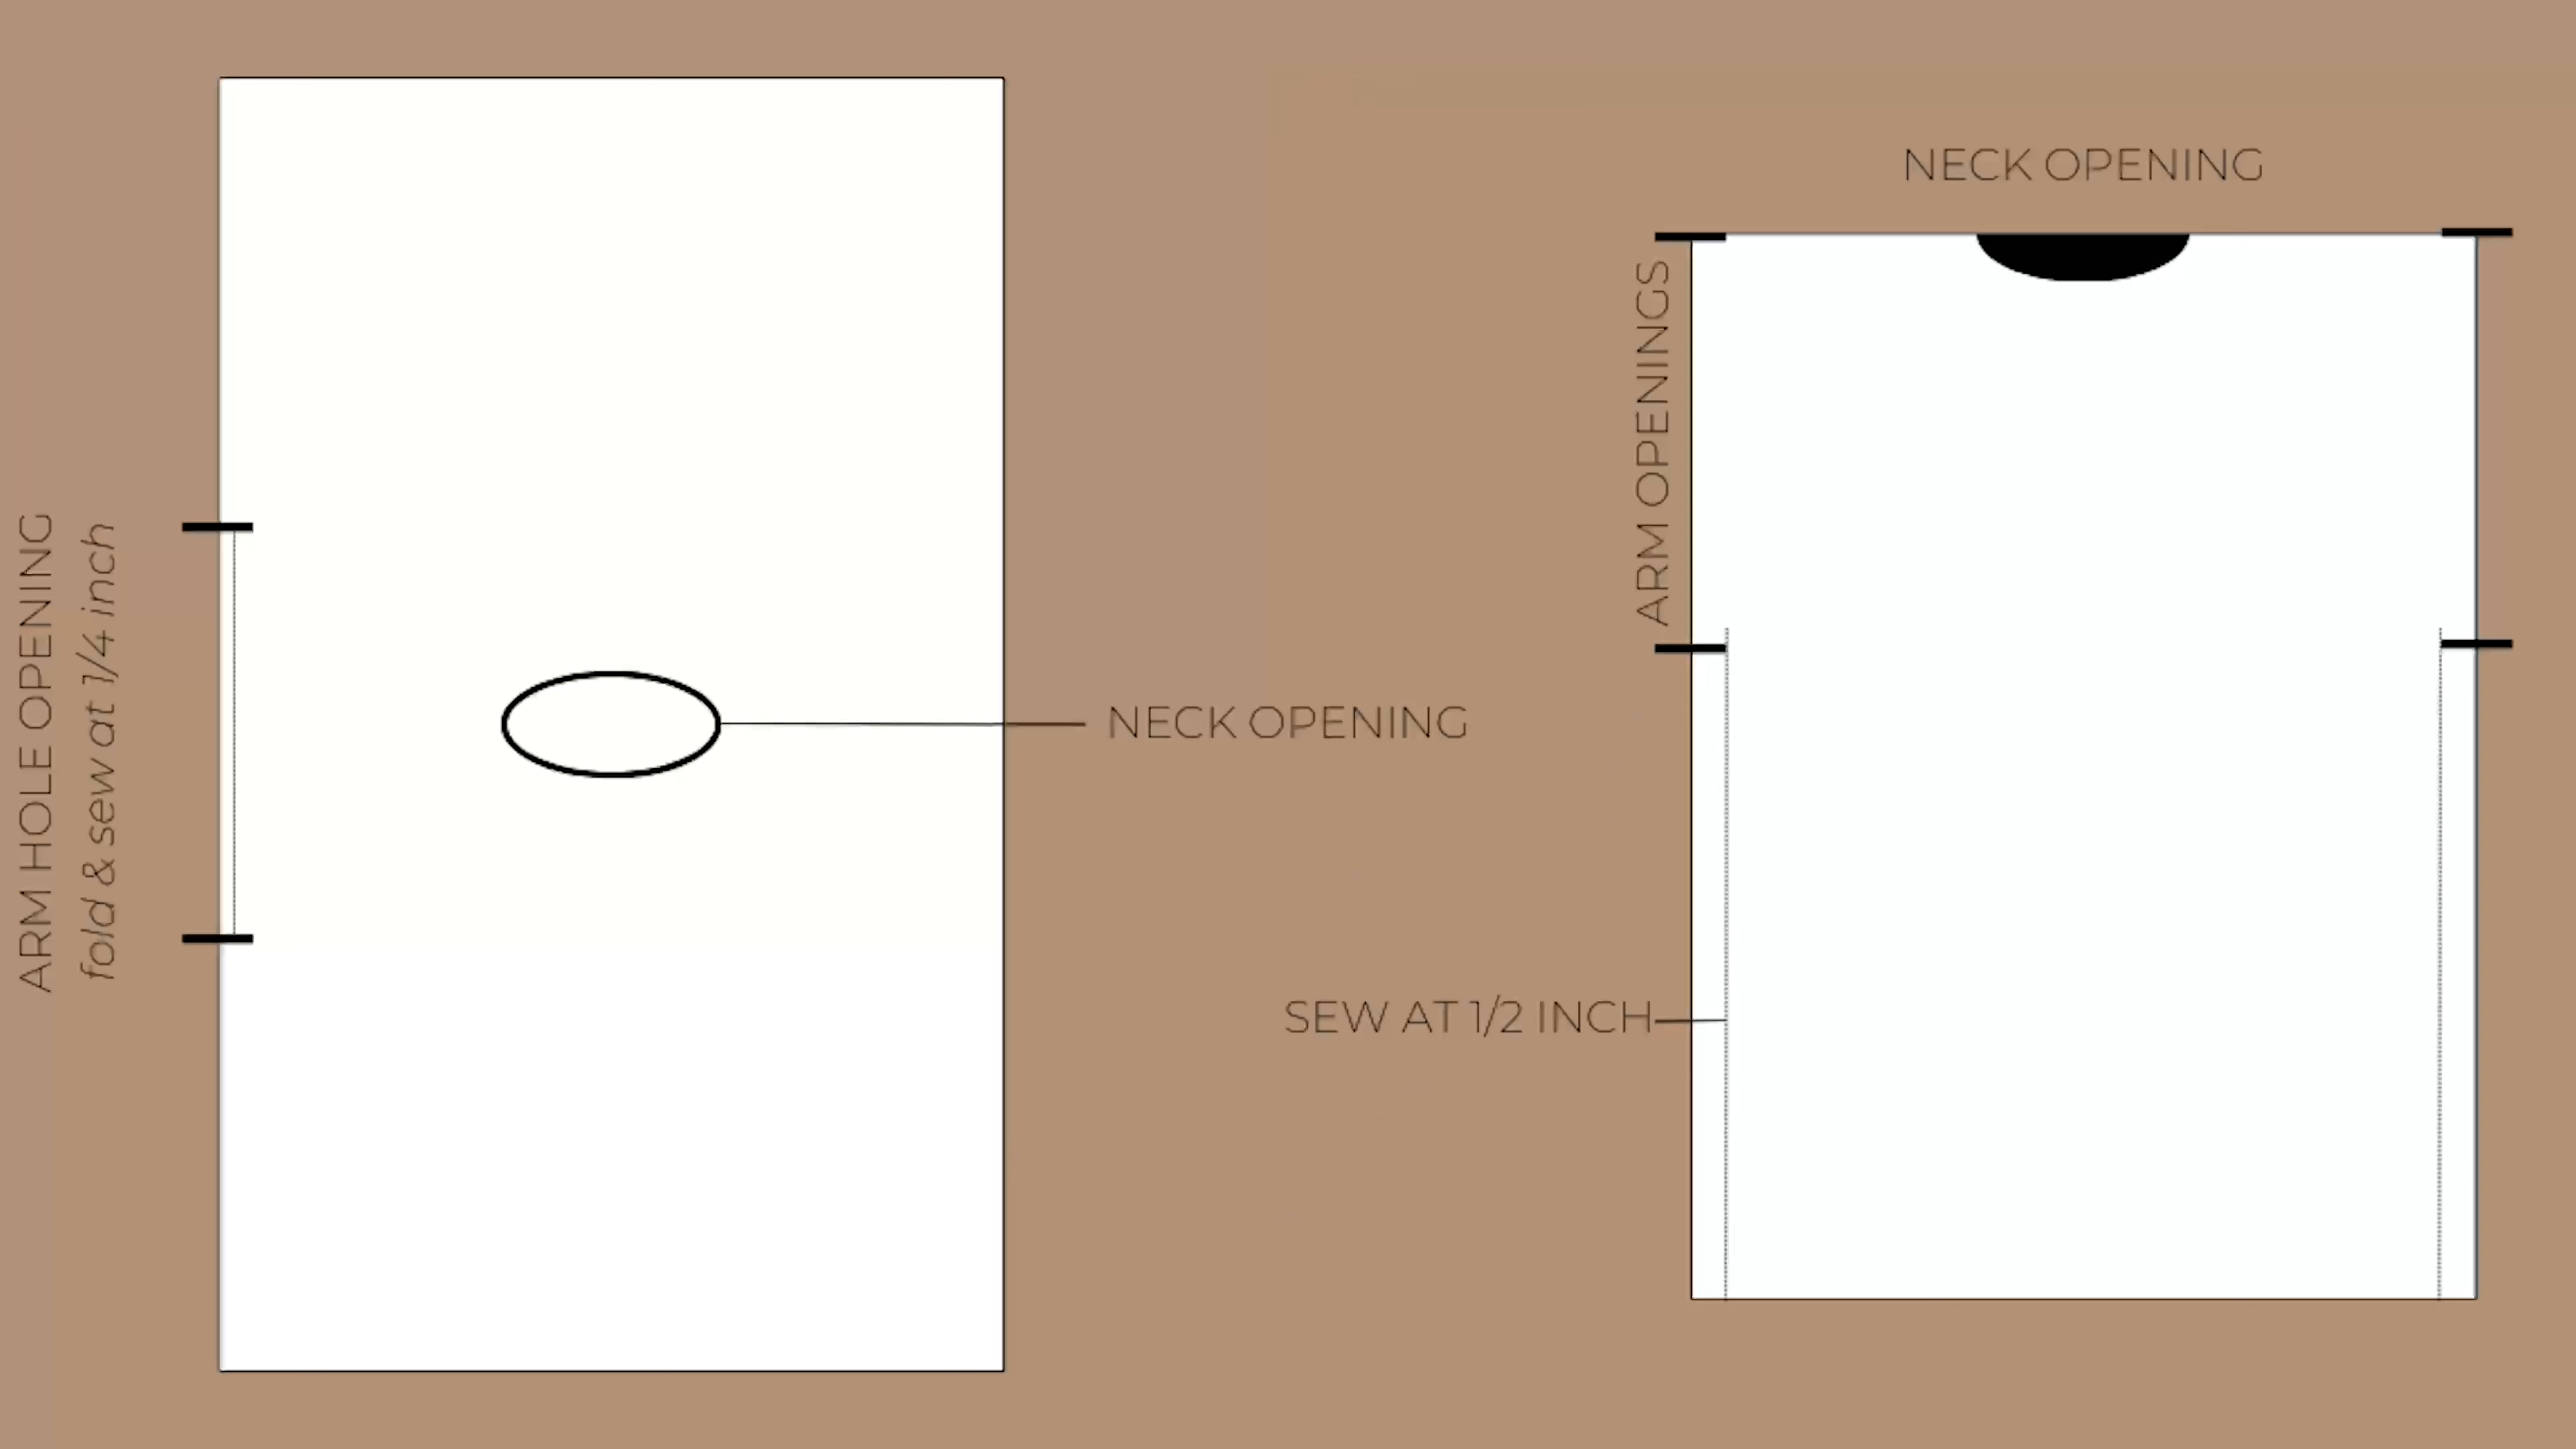 ARM HOLE OPENING
fold & sew at 1/4 inch
NECK OPENING
NECK OPENING
ARM OPENINGS
SEW AT 1/2 INCH